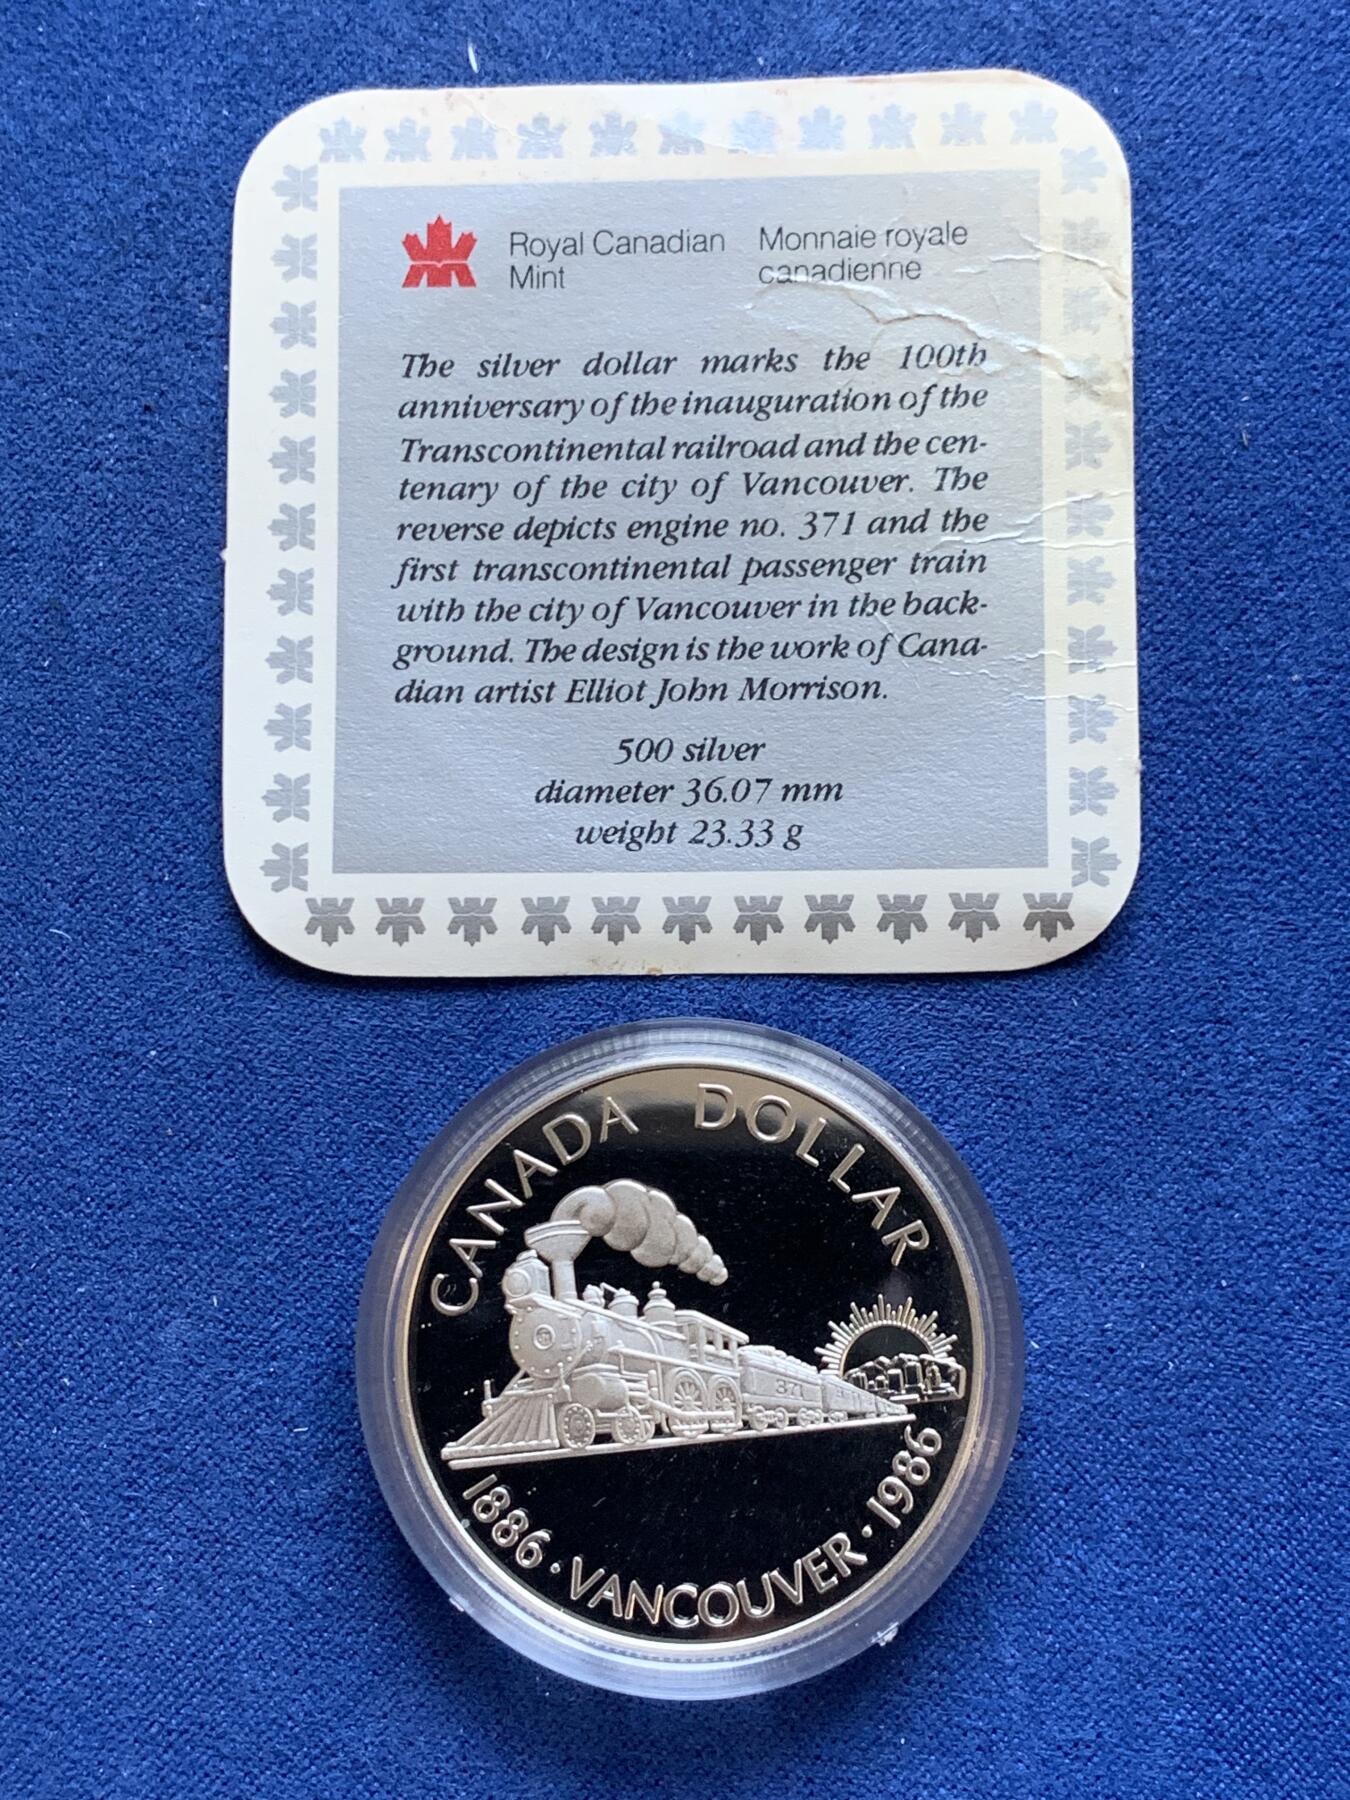 Royal Canadian Mint
Monnaie royale canadienne
The silver dollar marks the 100th
anniversary of the inauguration of the
Transcontinental railroad and the cen-
tenary of the city of Vancouver. The
reverse depicts engine no. 371 and the
first transcontinental passenger train
with the city of Vancouver in the back-
ground. The design is the work of Cana-
dian artist Elliot John Morrison.
500 silver
diameter 36.07 mm
weight 23.33 g
CANADA DOLLAR
371
1886 · VANCOUVER · 1986